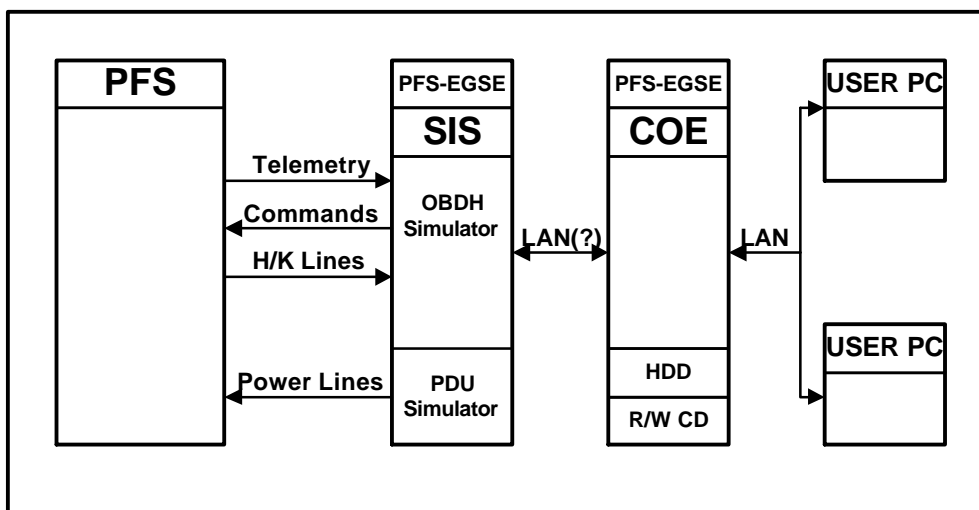 PFS
Telemetry
Commands
H/K Lines
Power Lines
PFS-EGSE
SIS
OBDH
Simulator
PDU
Simulator
LAN(?)
PFS-EGSE
COE
HDD
R/W CD
LAN
USER PC
USER PC